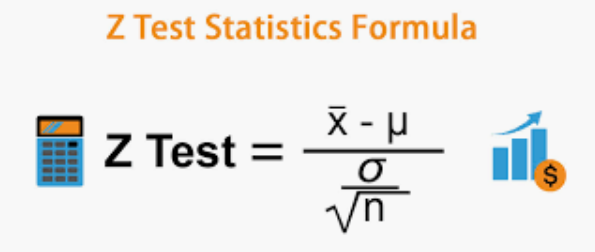 Z Test Statistics Formula
Z Test = x̄ - μ
σ
√n
$